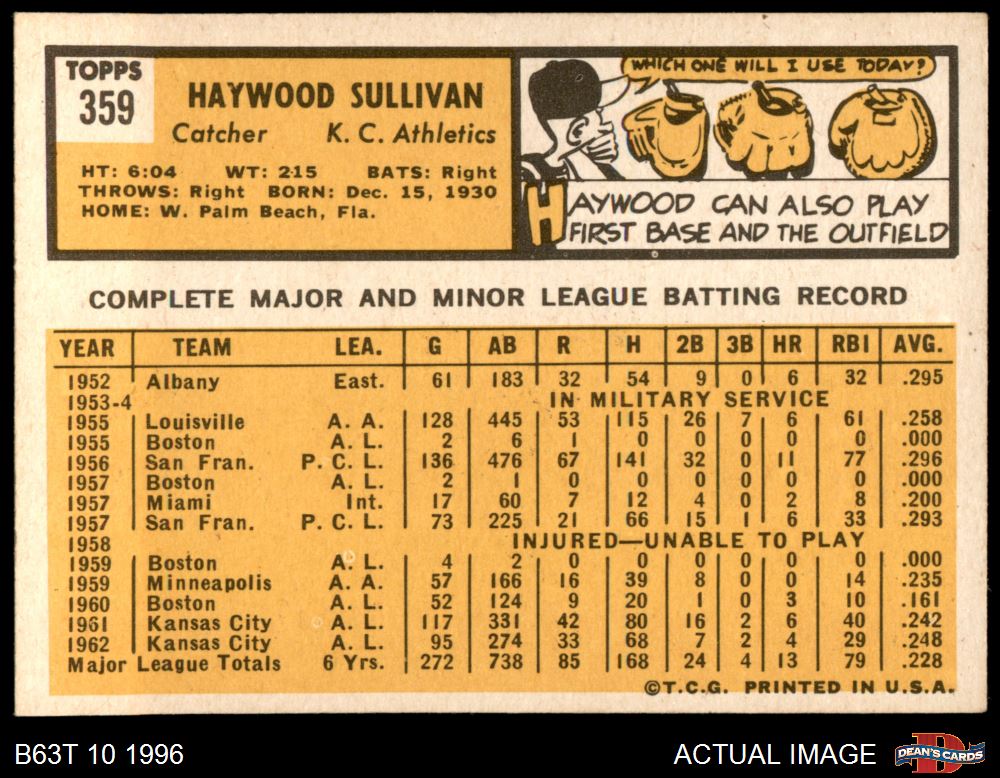 TOPPS
359
HAYWOOD SULLIVAN
Catcher K. C. Athletics
HT: 6:04 WT: 215 BATS: Right
THROWS: Right BORN: Dec. 15, 1930
HOME: W. Palm Beach, Fla.
WHICH ONE WILL I USE TODAY?
HAYWOOD CAN ALSO PLAY
FIRST BASE AND THE OUTFIELD
COMPLETE MAJOR AND MINOR LEAGUE BATTING RECORD
YEAR TEAM LEA. G AB R H 2B 3B HR RBI AVG.
1952 Albany East. 61 183 32 54 9 0 6 32 .295
1953-4 IN MILITARY SERVICE
1955 Louisville A. A. 128 445 53 115 26 7 6 61 .258
1955 Boston A. L. 2 6 1 0 0 0 0 0 .000
1956 San Fran. P. C. L. 136 476 67 141 32 0 11 77 .296
1957 Boston A. L. 2 1 0 0 0 0 0 0 .000
1957 Miami Int. 17 60 7 12 4 0 2 8 .200
1957 San Fran. P. C. L. 73 225 21 66 15 1 6 33 .293
1958 INJURED—UNABLE TO PLAY
1959 Boston A. L. 4 2 0 0 0 0 0 0 .000
1959 Minneapolis A. A. 57 166 16 39 8 0 0 14 .235
1960 Boston A. L. 52 124 9 20 1 0 3 10 .161
1961 Kansas City A. L. 117 331 42 80 16 2 6 40 .242
1962 Kansas City A. L. 95 274 33 68 7 2 4 29 .248
Major League Totals 6 Yrs. 272 738 85 168 24 4 13 79 .228
©T.C.G. PRINTED IN U.S.A.
B63T 10 1996 ACTUAL IMAGE DEAN'S CARDS